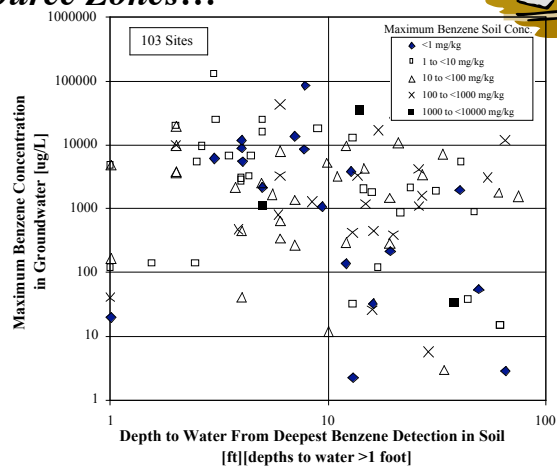 Maximum Benzene Soil Conc.
<1 mg/kg
1 to <10 mg/kg
10 to <100 mg/kg
100 to <1000 mg/kg
1000 to <10000 mg/kg
103 Sites
1000000
100000
10000
1000
100
10
1
Maximum Benzene Concentration
in Groundwater [ug/L]
1
10
100
Depth to Water From Deepest Benzene Detection in Soil
[ft][depths to water >1 foot]